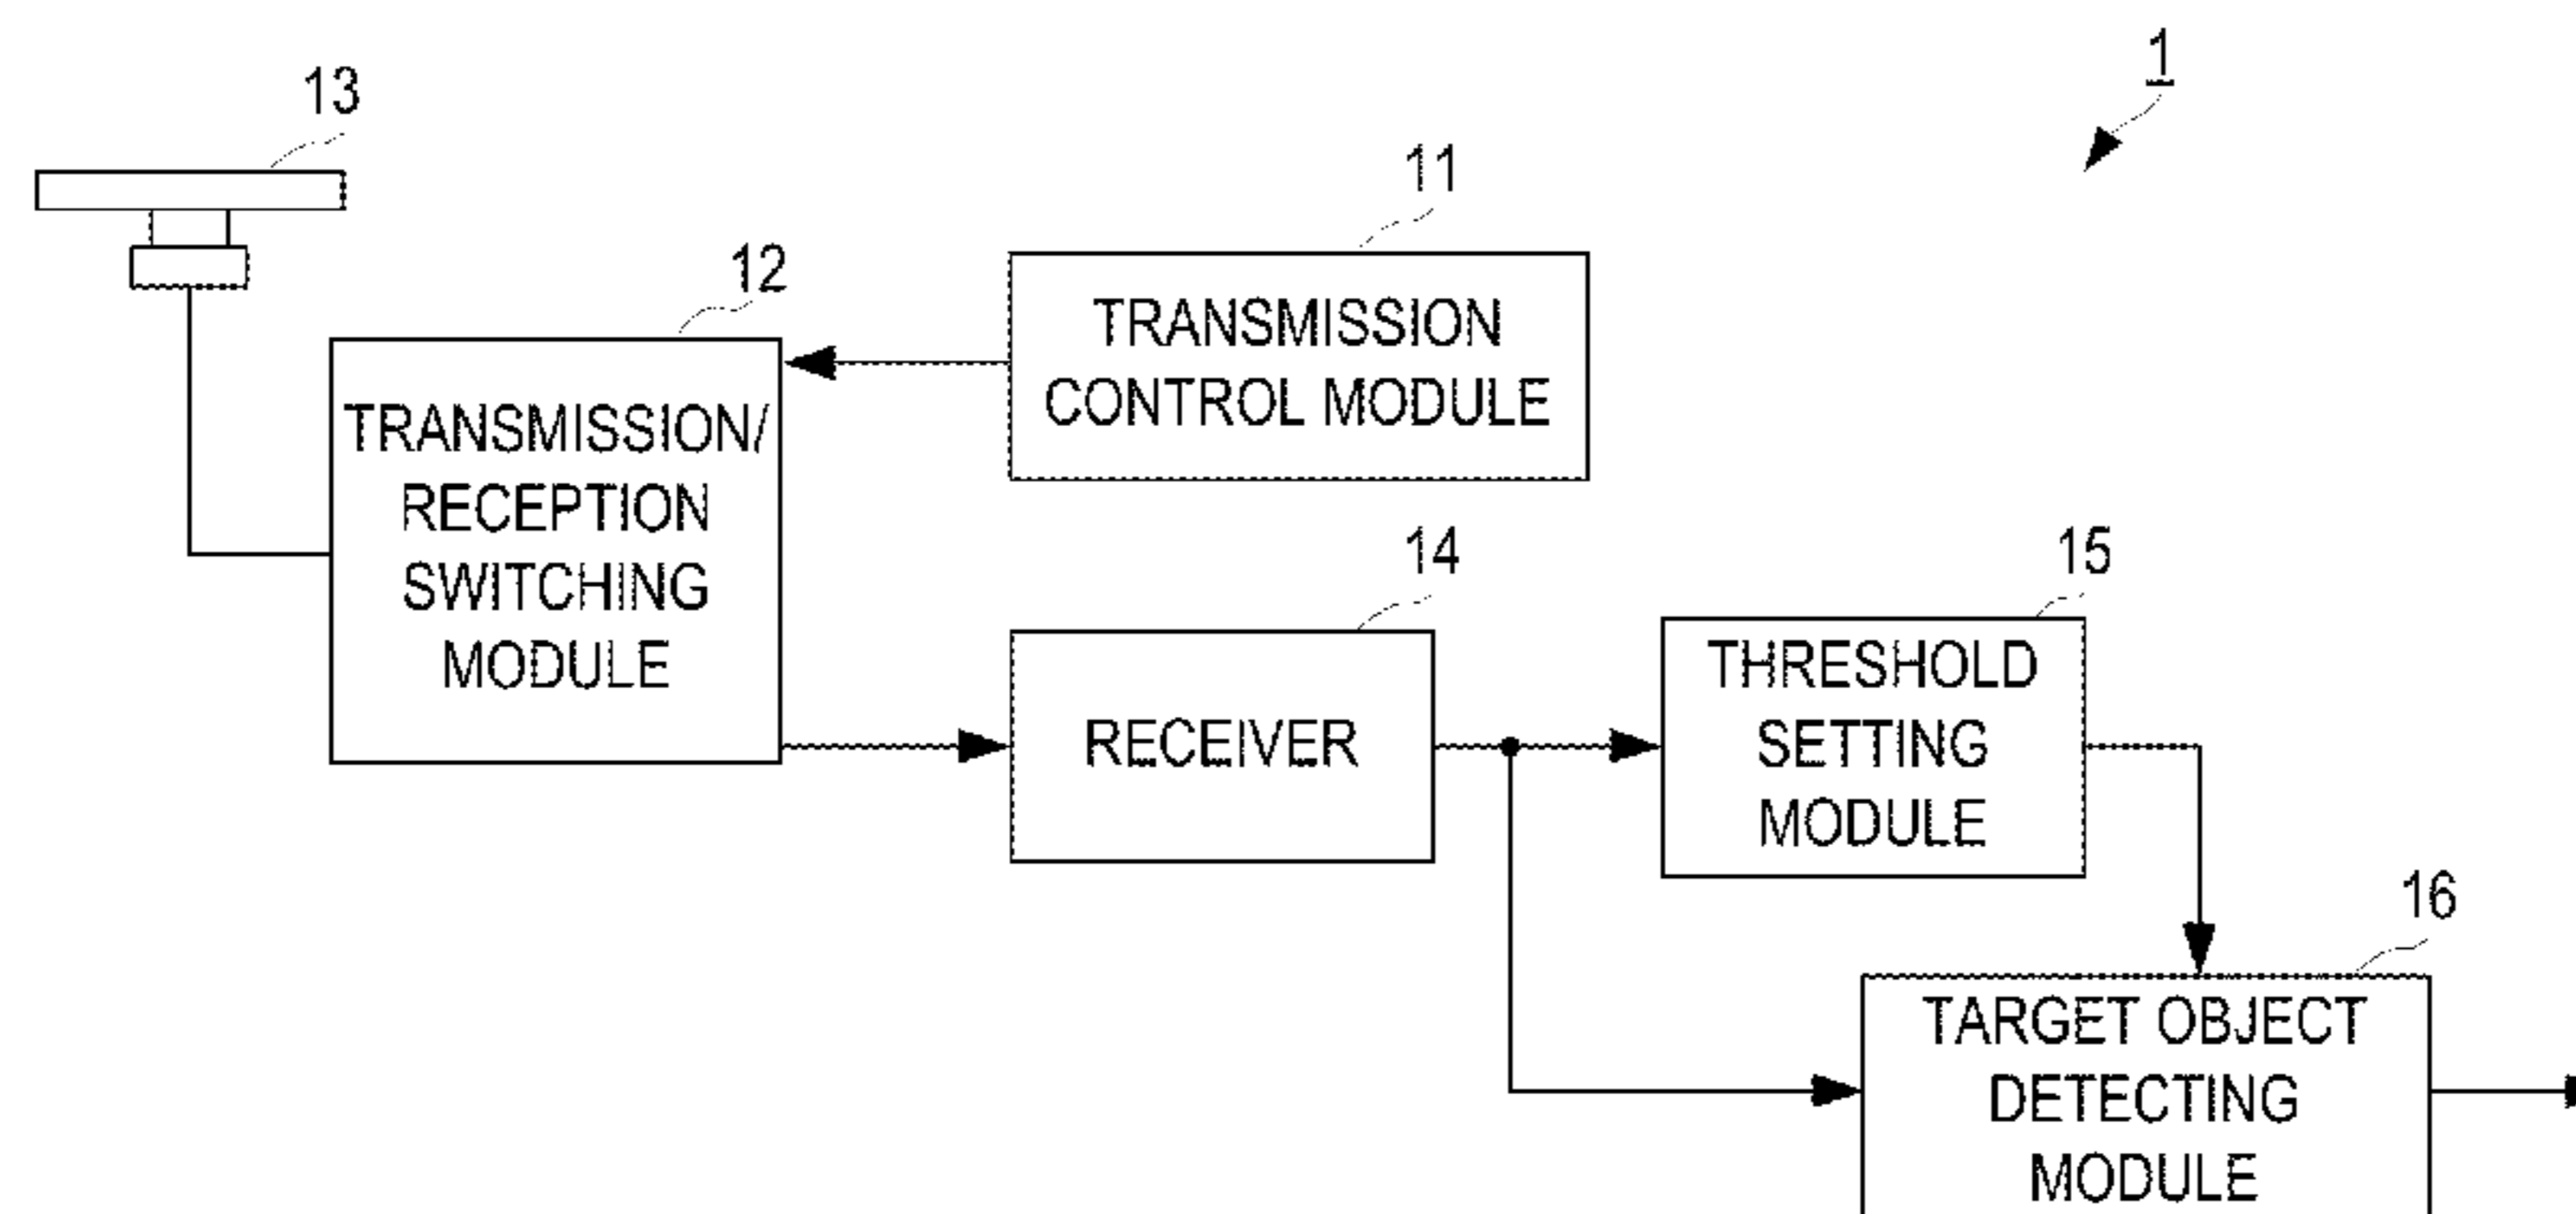 1
13
11
12
TRANSMISSION
CONTROL MODULE
TRANSMISSION/
RECEPTION
SWITCHING
MODULE
14
15
RECEIVER
THRESHOLD
SETTING
MODULE
16
TARGET OBJECT
DETECTING
MODULE